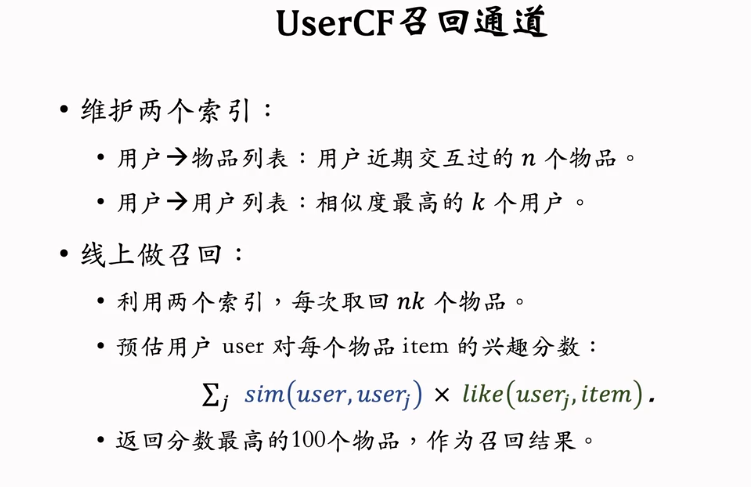 UserCF召回通道
• 维护两个索引：
• 用户→物品列表：用户近期交互过的 n 个物品。
• 用户→用户列表：相似度最高的 k 个用户。
• 线上做召回：
• 利用两个索引，每次取回 nk 个物品。
• 预估用户 user 对每个物品 item 的兴趣分数：
∑j sim(user, userj) × like(userj, item) .
• 返回分数最高的100个物品，作为召回结果。